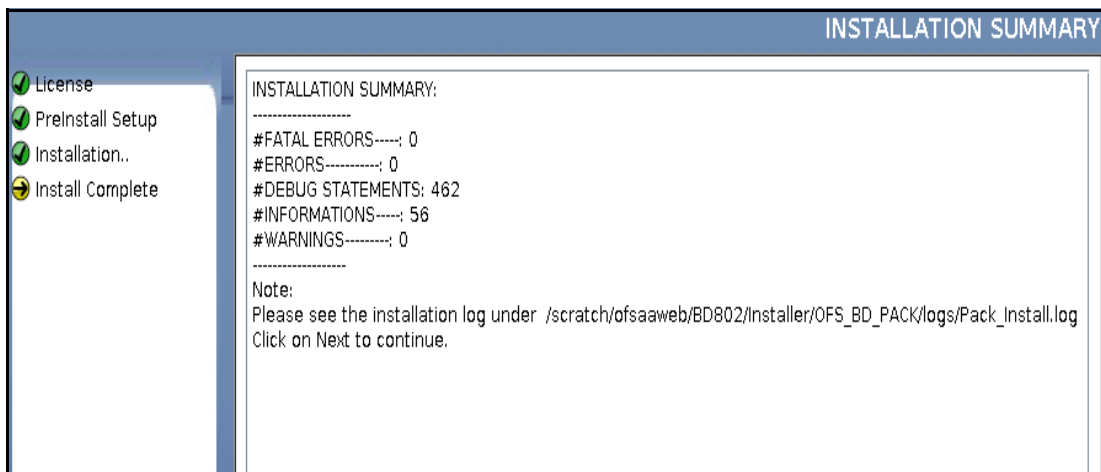 INSTALLATION SUMMARY
License
PreInstall Setup
Installation..
Install Complete
INSTALLATION SUMMARY:
--------------------
#FATAL ERRORS-----: 0
#ERRORS-----------: 0
#DEBUG STATEMENTS: 462
#INFORMATIONS-----: 56
#WARNINGS---------: 0
-------------------
Note:
Please see the installation log under /scratch/ofsaaweb/BD802/Installer/OFS_BD_PACK/logs/Pack_Install.log
Click on Next to continue.